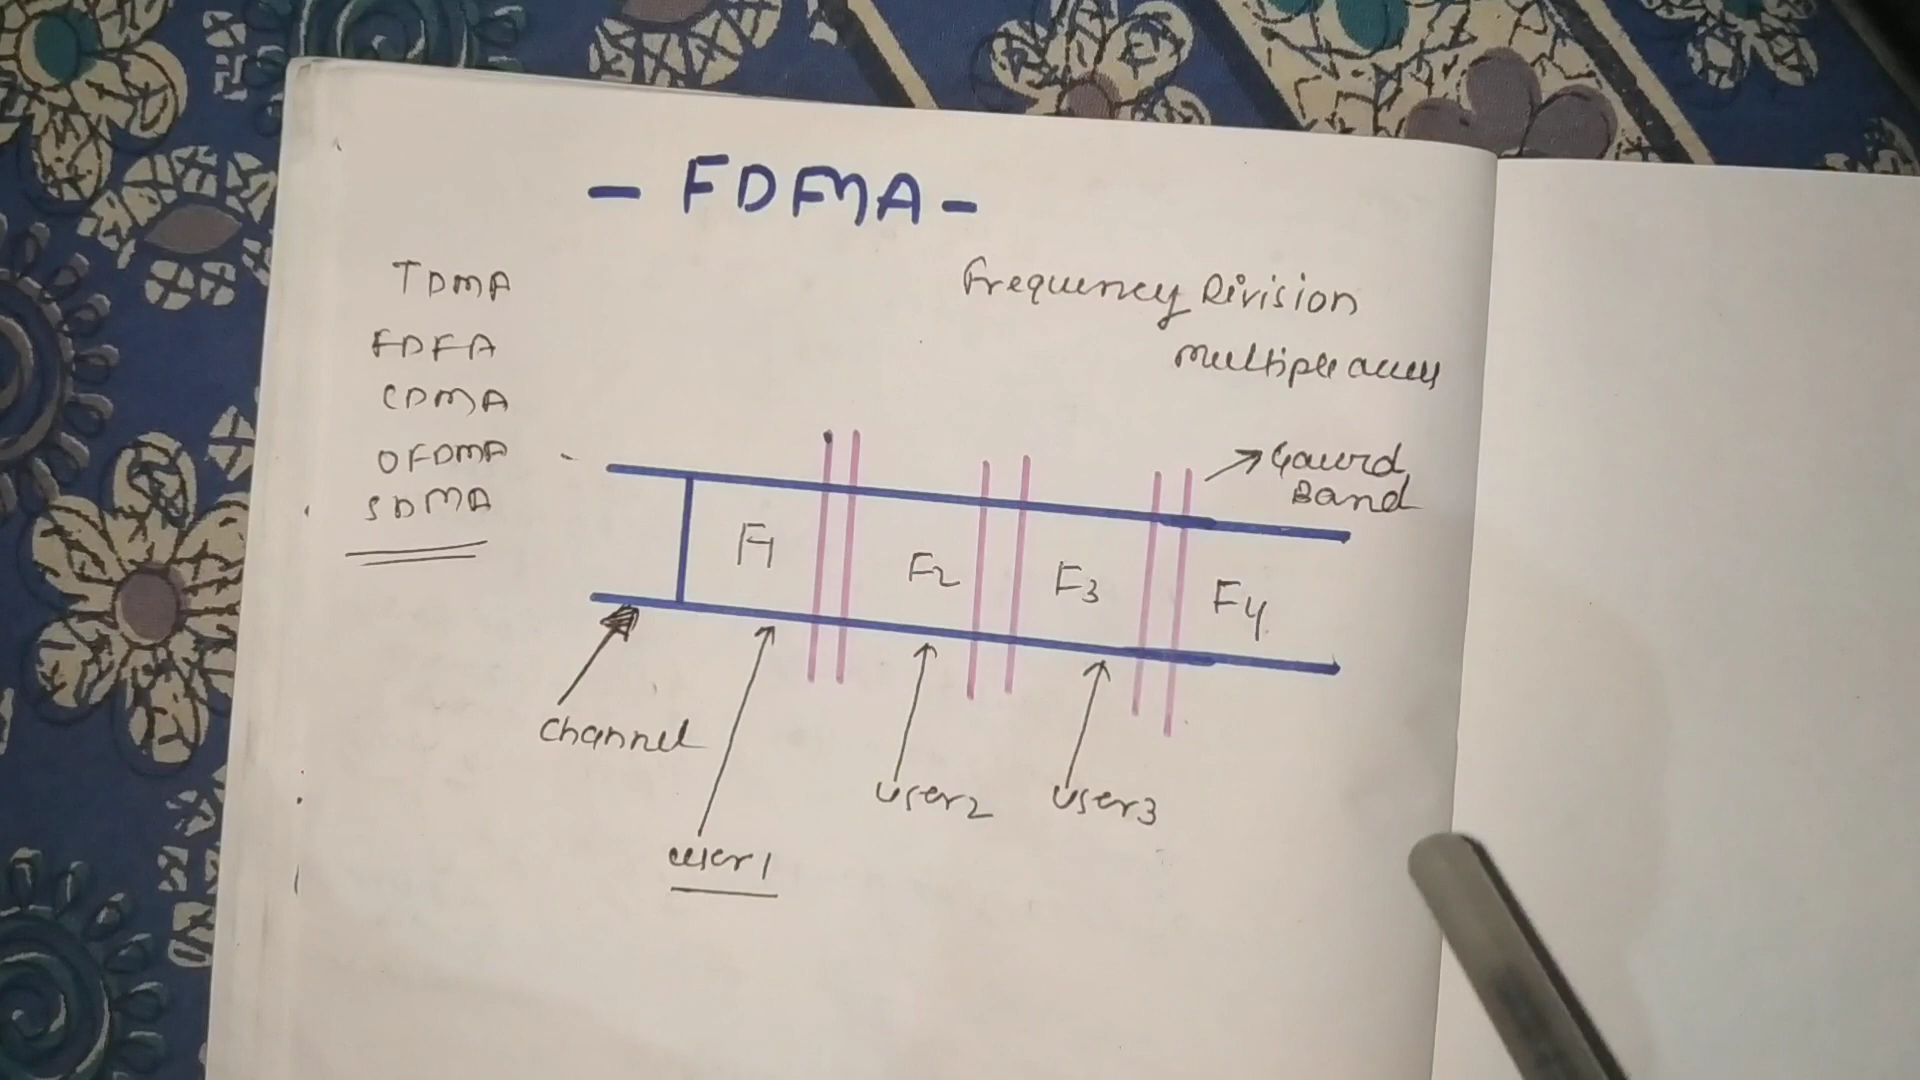 - FDMA -
TDMA
FDFA
CDMA
OFDMA
SDMA
Frequency Division
multiple access
Gaurd
Band
F1
F2
F3
F4
channel
user1
user2
user3